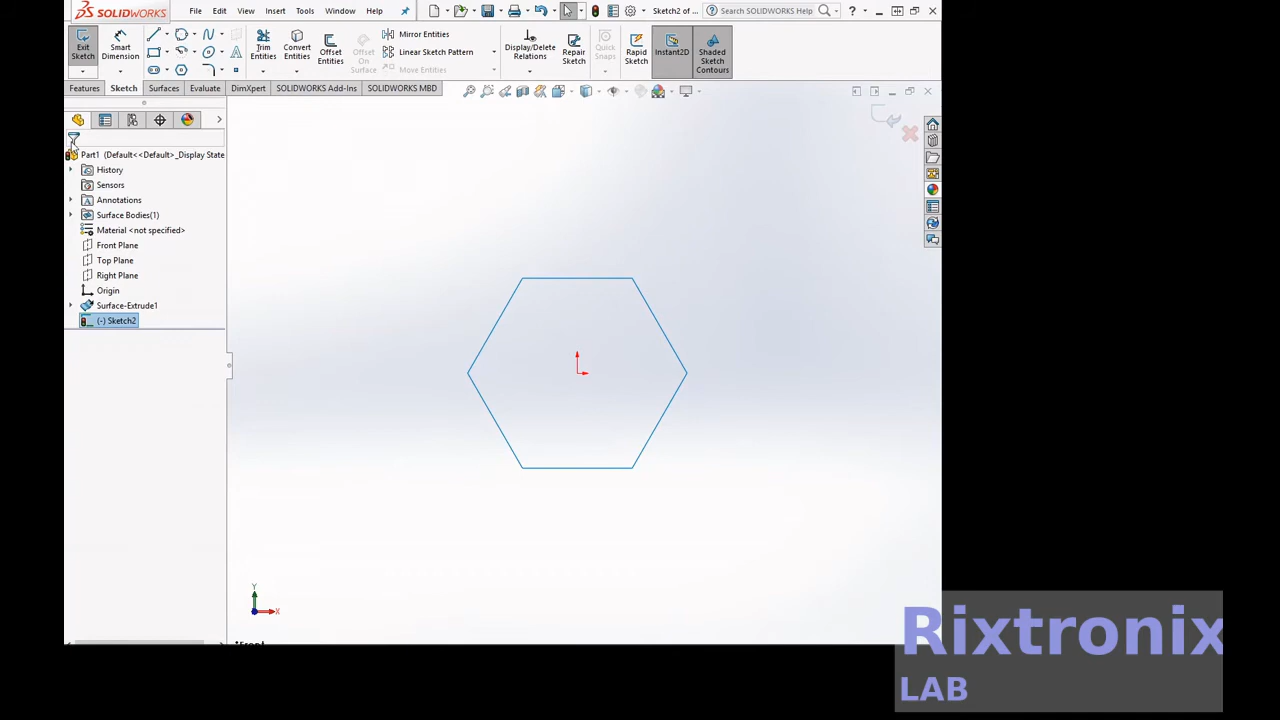 SOLIDWORKS
File
Edit
View
Insert
Tools
Window
Help
Sketch2 of
Search SOLIDWORKS Help
?
Exit Sketch
Smart Dimension
Trim Entities
Convert Entities
Offset Entities
Offset On Surface
Mirror Entities
Linear Sketch Pattern
Move Entities
Display/Delete Relations
Repair Sketch
Quick Snaps
Rapid Sketch
Instant2D
Shaded Sketch Contours
Features
Sketch
Surfaces
Evaluate
DimXpert
SOLIDWORKS Add-Ins
SOLIDWORKS MBD
Part1 (Default<<Default>_Display State
History
Sensors
Annotations
Surface Bodies(1)
Material <not specified>
Front Plane
Top Plane
Right Plane
Origin
Surface-Extrude1
(-) Sketch2
Y
X
Rixtronix
LAB